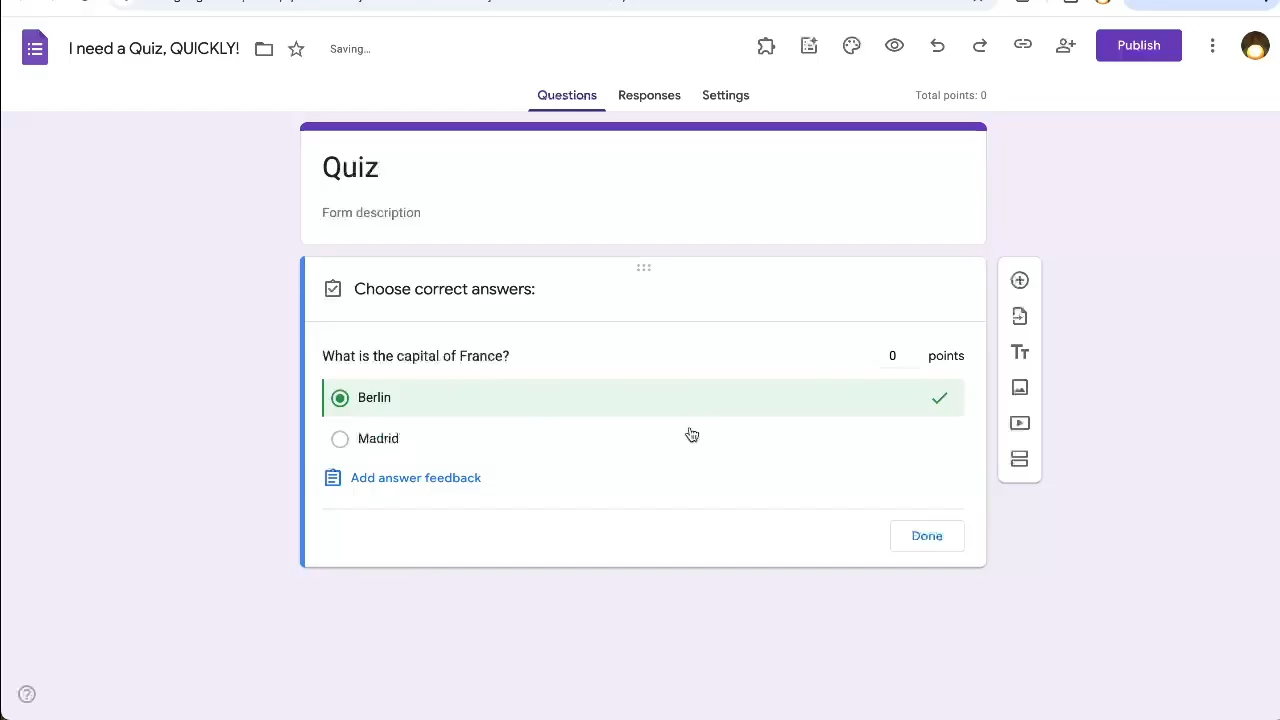 I need a Quiz, QUICKLY!
Saving...
Publish
Questions
Responses
Settings
Total points: 0
Quiz
Form description
Choose correct answers:
What is the capital of France?
0
points
Berlin
Madrid
Add answer feedback
Done